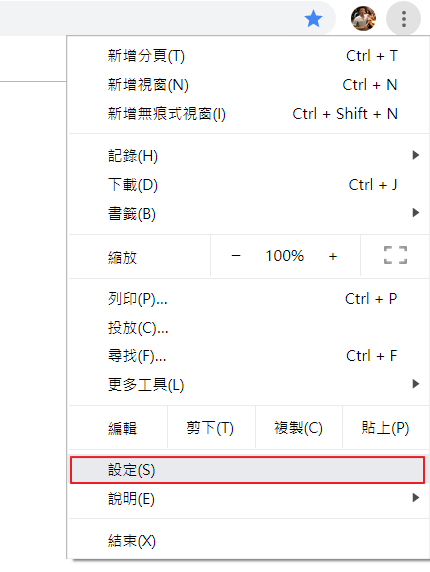 新增分頁(T) Ctrl + T
新增視窗(N) Ctrl + N
新增無痕式視窗(I) Ctrl + Shift + N
記錄(H)
下載(D) Ctrl + J
書籤(B)
縮放 − 100% +
列印(P)... Ctrl + P
投放(C)...
尋找(F)... Ctrl + F
更多工具(L)
編輯 剪下(T) 複製(C) 貼上(P)
設定(S)
說明(E)
結束(X)